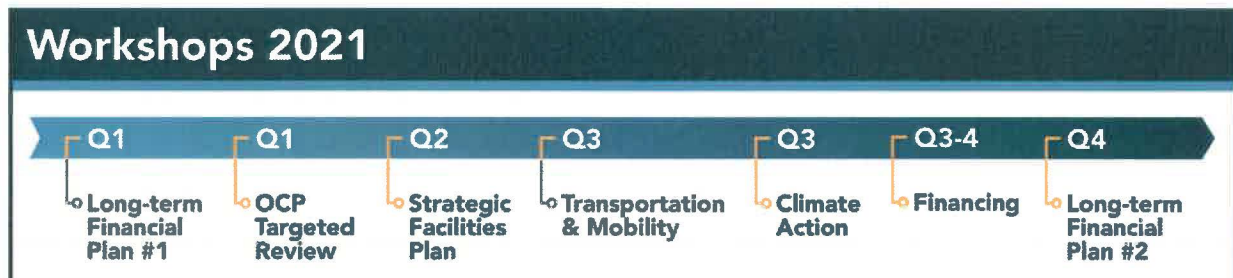 Workshops 2021
Q1
Q1
Q2
Q3
Q3
Q3-4
Q4
Long-term
Financial
Plan #1
OCP
Targeted
Review
Strategic
Facilities
Plan
Transportation
& Mobility
Climate
Action
Financing
Long-term
Financial
Plan #2